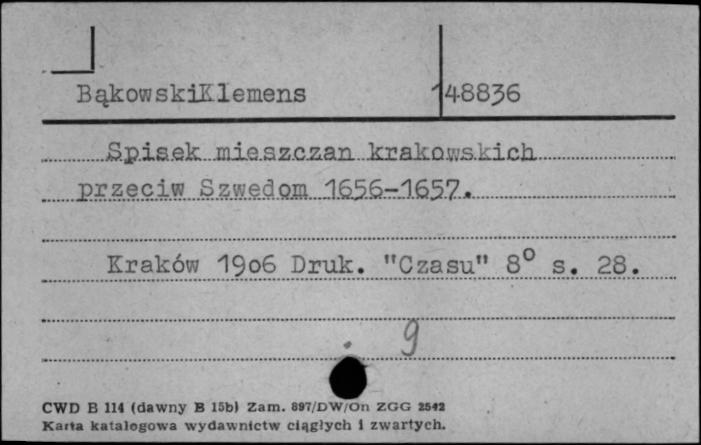 BąkowskiKlemens 148836
Spisek mieszczan krakowskich
przeciw Szwedom 1656-1657.
Kraków 19o6 Druk. "Czasu" 8° s. 28.
9
CWD B 114 (dawny B 15b) Zam. 897/DW/On ZGG 2542
Karta katalogowa wydawnictw ciągłych i zwartych.